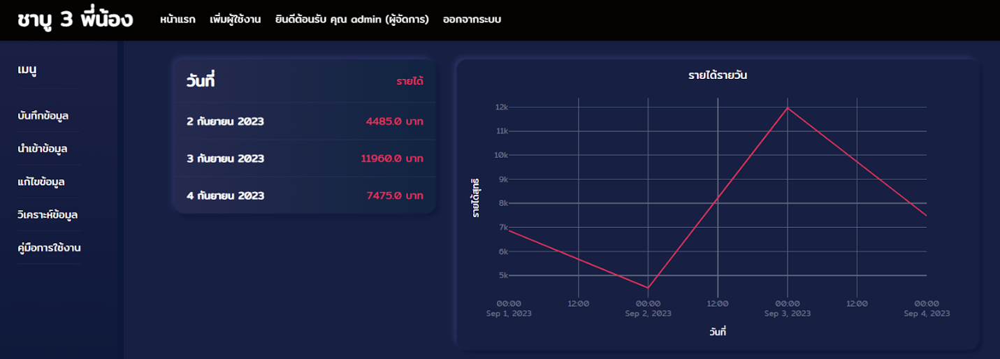 ชาบู 3 พี่น้อง
หน้าแรก เพิ่มผู้ใช้งาน ยินดีต้อนรับ คุณ admin (ผู้จัดการ) ออกจากระบบ
เมนู
บันทึกข้อมูล
นำเข้าข้อมูล
แก้ไขข้อมูล
วิเคราะห์ข้อมูล
คู่มือการใช้งาน
วันที่ รายได้
2 กันยายน 2023 4485.0 บาท
3 กันยายน 2023 11960.0 บาท
4 กันยายน 2023 7475.0 บาท
รายได้รายวัน
รายได้สุทธิ
12k
11k
10k
9k
8k
7k
6k
5k
00:00 12:00 00:00 12:00 00:00 12:00 00:00
Sep 1, 2023 Sep 2, 2023 Sep 3, 2023 Sep 4, 2023
วันที่